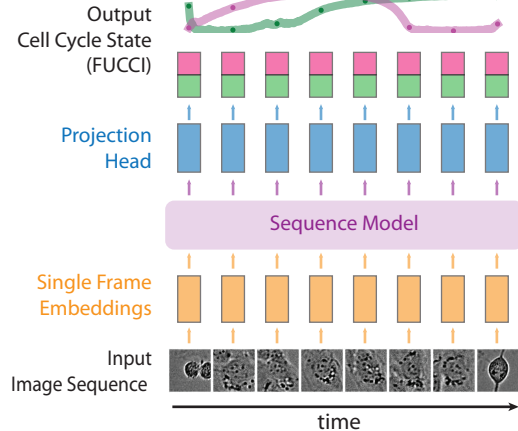 Output
Cell Cycle State
(FUCCI)
Projection
Head
Sequence Model
Single Frame
Embeddings
Input
Image Sequence
time